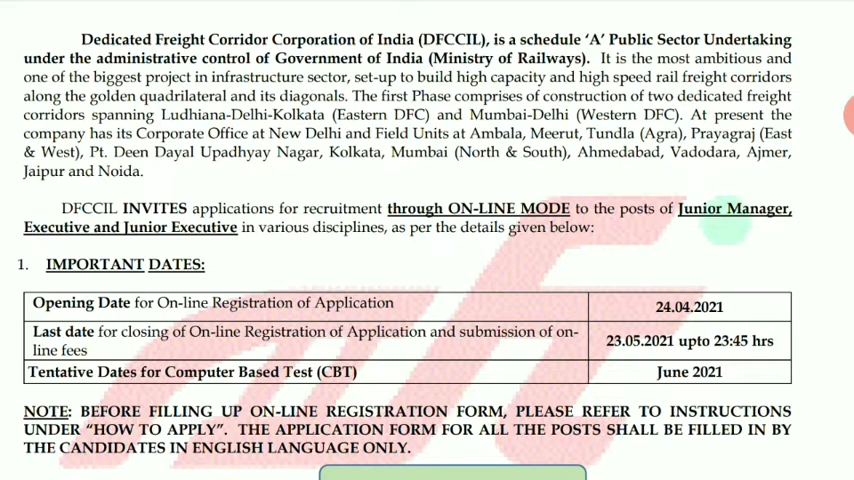 Dedicated Freight Corridor Corporation of India (DFCCIL), is a schedule ‘A’ Public Sector Undertaking
under the administrative control of Government of India (Ministry of Railways). It is the most ambitious and
one of the biggest project in infrastructure sector, set-up to build high capacity and high speed rail freight corridors
along the golden quadrilateral and its diagonals. The first Phase comprises of construction of two dedicated freight
corridors spanning Ludhiana-Delhi-Kolkata (Eastern DFC) and Mumbai-Delhi (Western DFC). At present the
company has its Corporate Office at New Delhi and Field Units at Ambala, Meerut, Tundla (Agra), Prayagraj (East
& West), Pt. Deen Dayal Upadhyay Nagar, Kolkata, Mumbai (North & South), Ahmedabad, Vadodara, Ajmer,
Jaipur and Noida.
DFCCIL INVITES applications for recruitment through ON-LINE MODE to the posts of Junior Manager,
Executive and Junior Executive in various disciplines, as per the details given below:
1. IMPORTANT DATES:
Opening Date for On-line Registration of Application 24.04.2021
Last date for closing of On-line Registration of Application and submission of on-
line fees 23.05.2021 upto 23:45 hrs
Tentative Dates for Computer Based Test (CBT) June 2021
NOTE: BEFORE FILLING UP ON-LINE REGISTRATION FORM, PLEASE REFER TO INSTRUCTIONS
UNDER “HOW TO APPLY”. THE APPLICATION FORM FOR ALL THE POSTS SHALL BE FILLED IN BY
THE CANDIDATES IN ENGLISH LANGUAGE ONLY.